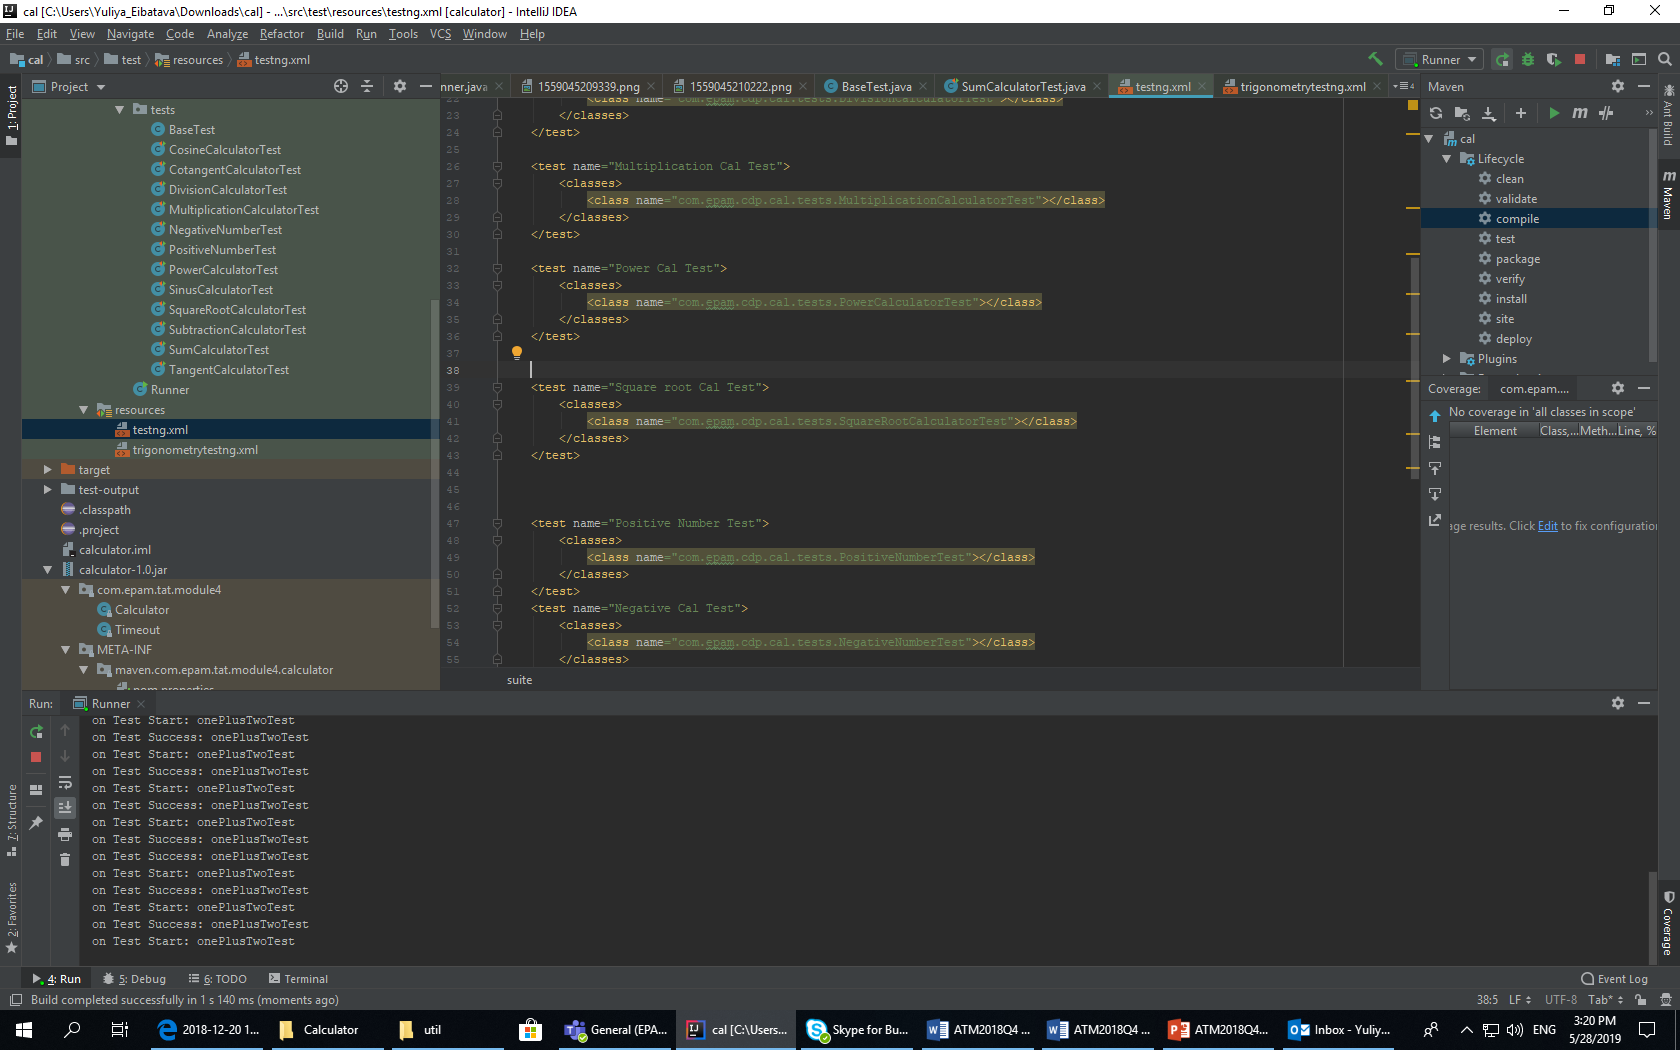 cal [C:\Users\Yuliya_Eibatava\Downloads\cal] - ...\src\test\resources\testng.xml [calculator] - IntelliJ IDEA
File Edit View Navigate Code Analyze Refactor Build Run Tools VCS Window Help
cal src test resources testng.xml
Runner
Project
nner.java 1559045209339.png 1559045210222.png BaseTest.java SumCalculatorTest.java testng.xml trigonometrytestng.xml
1: Project
tests
BaseTest
CosineCalculatorTest
CotangentCalculatorTest
DivisionCalculatorTest
MultiplicationCalculatorTest
NegativeNumberTest
PositiveNumberTest
PowerCalculatorTest
SinusCalculatorTest
SquareRootCalculatorTest
SubtractionCalculatorTest
SumCalculatorTest
TangentCalculatorTest
Runner
resources
testng.xml
trigonometrytestng.xml
target
test-output
.classpath
.project
calculator.iml
calculator-1.0.jar
com.epam.tat.module4
Calculator
Timeout
META-INF
maven.com.epam.tat.module4.calculator
pom.properties
22 <class name="com.epam.cdp.cal.tests.DivisionCalculatorTest"></class>
23 </classes>
24 </test>
25
26 <test name="Multiplication Cal Test">
27 <classes>
28 <class name="com.epam.cdp.cal.tests.MultiplicationCalculatorTest"></class>
29 </classes>
30 </test>
31
32 <test name="Power Cal Test">
33 <classes>
34 <class name="com.epam.cdp.cal.tests.PowerCalculatorTest"></class>
35 </classes>
36 </test>
37
38
39 <test name="Square root Cal Test">
40 <classes>
41 <class name="com.epam.cdp.cal.tests.SquareRootCalculatorTest"></class>
42 </classes>
43 </test>
44
45
46
47 <test name="Positive Number Test">
48 <classes>
49 <class name="com.epam.cdp.cal.tests.PositiveNumberTest"></class>
50 </classes>
51 </test>
52 <test name="Negative Cal Test">
53 <classes>
54 <class name="com.epam.cdp.cal.tests.NegativeNumberTest"></class>
55 </classes>
suite
Maven
cal
Lifecycle
clean
validate
compile
test
package
verify
install
site
deploy
Plugins
Coverage: com.epam....
No coverage in 'all classes in scope'
Element Class,... Meth... Line, %
age results. Click Edit to fix configuration
Ant Build
Maven
Coverage
Run: Runner
on Test Start: onePlusTwoTest
on Test Success: onePlusTwoTest
on Test Start: onePlusTwoTest
on Test Success: onePlusTwoTest
on Test Start: onePlusTwoTest
on Test Success: onePlusTwoTest
on Test Start: onePlusTwoTest
on Test Success: onePlusTwoTest
on Test Success: onePlusTwoTest
on Test Start: onePlusTwoTest
on Test Success: onePlusTwoTest
on Test Start: onePlusTwoTest
on Test Success: onePlusTwoTest
on Test Start: onePlusTwoTest
7: Structure
2: Favorites
4: Run 5: Debug 6: TODO Terminal
Event Log
Build completed successfully in 1 s 140 ms (moments ago)
38:5 LF UTF-8 Tab*
2018-12-20 1... Calculator util General (EPA... cal [C:\Users... Skype for Bu... ATM2018Q4 ... ATM2018Q4 ... ATM2018Q4... Inbox - Yuliy...
ENG
3:20 PM
5/28/2019